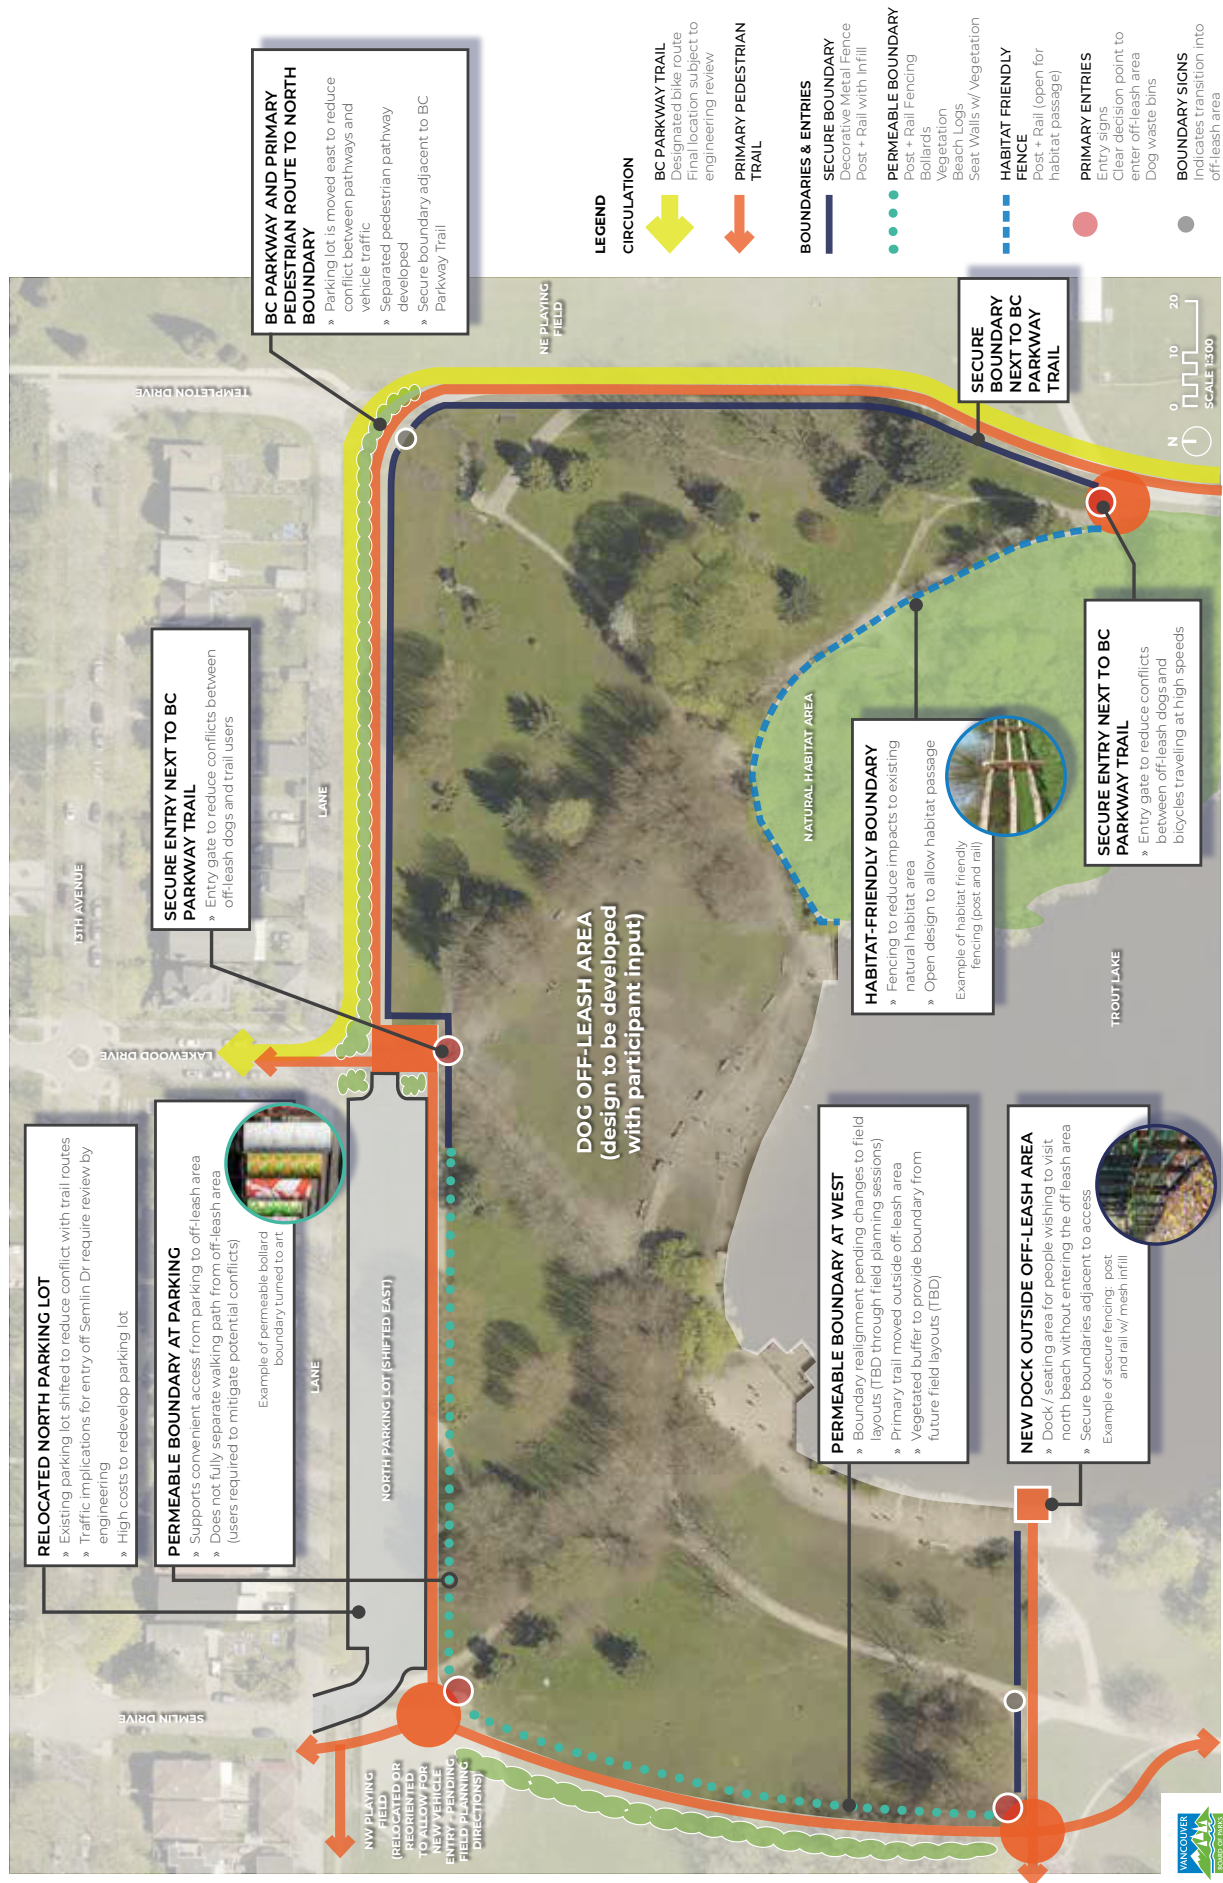 RELOCATED NORTH PARKING LOT
» Existing parking lot shifted to reduce conflict with trail routes
» Traffic implications for entry off Semlin Dr require review by
engineering
» High costs to redevelop parking lot
PERMEABLE BOUNDARY AT PARKING
» Supports convenient access from parking to off-leash area
» Does not fully separate walking path from off-leash area
(users required to mitigate potential conflicts)
Example of permeable bollard
boundary turned to art
SECURE ENTRY NEXT TO BC
PARKWAY TRAIL
» Entry gate to reduce conflicts between
off-leash dogs and trail users
BC PARKWAY AND PRIMARY
PEDESTRIAN ROUTE TO NORTH
BOUNDARY
» Parking lot is moved east to reduce
conflict between pathways and
vehicle traffic
» Separated pedestrian pathway
developed
» Secure boundary adjacent to BC
Parkway Trail
SEMLIN DRIVE
LAKEWOOD DRIVE
13TH AVENUE
TEMPLETON DRIVE
LANE
LANE
NORTH PARKING LOT (SHIFTED EAST)
NW PLAYING
FIELD
(RELOCATED OR
REORIENTED
TO ALLOW FOR
NEW VEHICLE
ENTRY - PENDING
FIELD PLANNING
DIRECTIONS)
NE PLAYING
FIELD
DOG OFF-LEASH AREA
(design to be developed
with participant input)
NATURAL HABITAT AREA
TROUT LAKE
PERMEABLE BOUNDARY AT WEST
» Boundary realignment pending changes to field
layouts (TBD through field planning sessions)
» Primary trail moved outside off-leash area
» Vegetated buffer to provide boundary from
future field layouts (TBD)
NEW DOCK OUTSIDE OFF-LEASH AREA
» Dock / seating area for people wishing to visit
north beach without entering the off leash area
» Secure boundaries adjacent to access
Example of secure fencing: post
and rail w/ mesh infill
HABITAT-FRIENDLY BOUNDARY
» Fencing to reduce impacts to existing
natural habitat area
» Open design to allow habitat passage
Example of habitat friendly
fencing (post and rail)
SECURE ENTRY NEXT TO BC
PARKWAY TRAIL
» Entry gate to reduce conflicts
between off-leash dogs and
bicycles traveling at high speeds
SECURE
BOUNDARY
NEXT TO BC
PARKWAY
TRAIL
LEGEND
CIRCULATION
BC PARKWAY TRAIL
Designated bike route
Final location subject to
engineering review
PRIMARY PEDESTRIAN
TRAIL
BOUNDARIES & ENTRIES
SECURE BOUNDARY
Decorative Metal Fence
Post + Rail with Infill
PERMEABLE BOUNDARY
Post + Rail Fencing
Bollards
Vegetation
Beach Logs
Seat Walls w/ Vegetation
HABITAT FRIENDLY
FENCE
Post + Rail (open for
habitat passage)
PRIMARY ENTRIES
Entry signs
Clear decision point to
enter off-leash area
Dog waste bins
BOUNDARY SIGNS
Indicates transition into
off-leash area
N
0 10 20
SCALE 1:300
VANCOUVER
BOARD OF PARKS